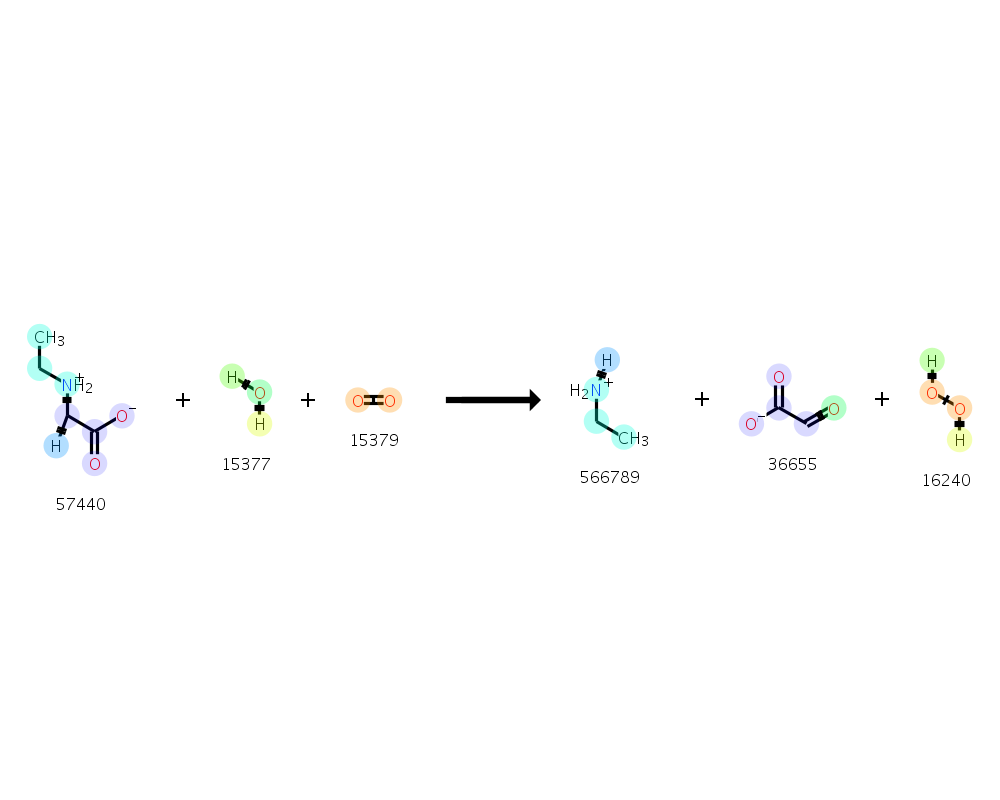 CH3
NH2+
O−
H
O
57440
+
H
O
H
15377
+
O O
15379
H
H2N+
CH3
566789
+
O
O−
O
36655
+
H
O
O
H
16240